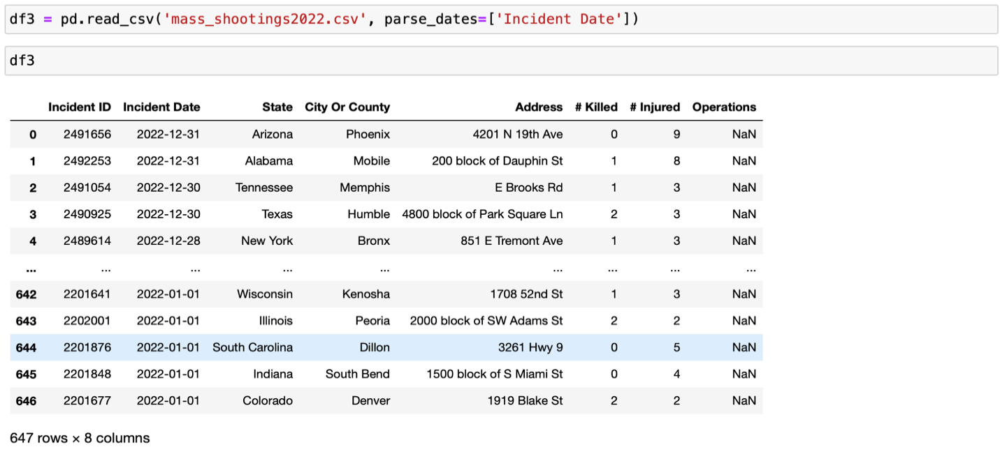 df3 = pd.read_csv('mass_shootings2022.csv', parse_dates=['Incident Date'])
df3
Incident ID Incident Date State City Or County Address # Killed # Injured Operations
0 2491656 2022-12-31 Arizona Phoenix 4201 N 19th Ave 0 9 NaN
1 2492253 2022-12-31 Alabama Mobile 200 block of Dauphin St 1 8 NaN
2 2491054 2022-12-30 Tennessee Memphis E Brooks Rd 1 3 NaN
3 2490925 2022-12-30 Texas Humble 4800 block of Park Square Ln 2 3 NaN
4 2489614 2022-12-28 New York Bronx 851 E Tremont Ave 1 3 NaN
... ... ... ... ... ... ... ... ...
642 2201641 2022-01-01 Wisconsin Kenosha 1708 52nd St 1 3 NaN
643 2202001 2022-01-01 Illinois Peoria 2000 block of SW Adams St 2 2 NaN
644 2201876 2022-01-01 South Carolina Dillon 3261 Hwy 9 0 5 NaN
645 2201848 2022-01-01 Indiana South Bend 1500 block of S Miami St 0 4 NaN
646 2201677 2022-01-01 Colorado Denver 1919 Blake St 2 2 NaN
647 rows × 8 columns